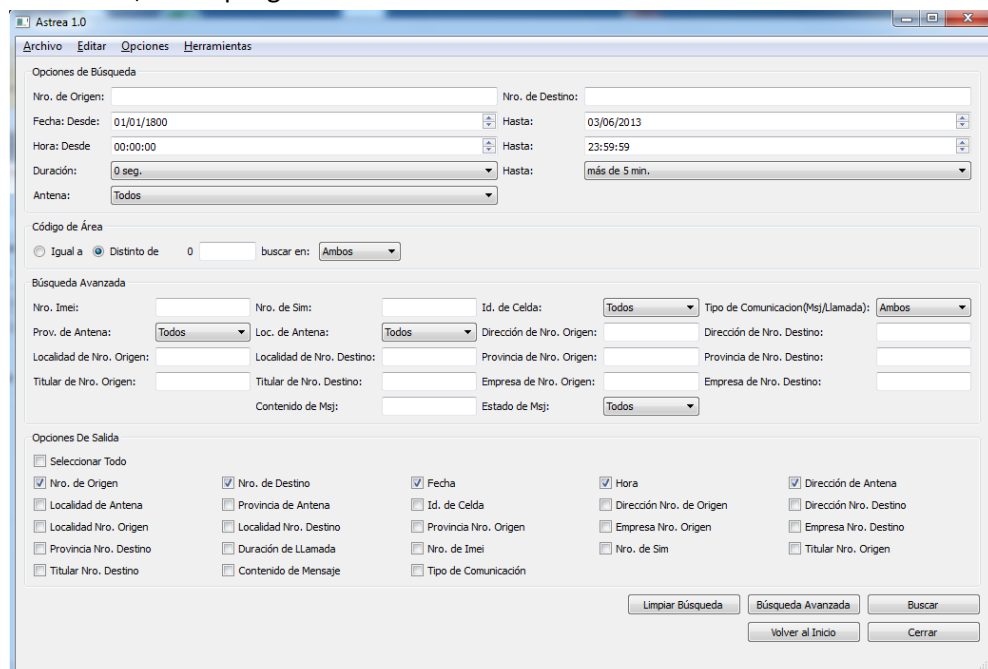 Astrea 1.0
Archivo Editar Opciones Herramientas
Opciones de Búsqueda
Nro. de Origen: Nro. de Destino:
Fecha: Desde: 01/01/1800 Hasta: 03/06/2013
Hora: Desde 00:00:00 Hasta: 23:59:59
Duración: 0 seg. Hasta: más de 5 min.
Antena: Todos
Código de Área
Igual a Distinto de 0 buscar en: Ambos
Búsqueda Avanzada
Nro. Imei: Nro. de Sim: Id. de Celda: Todos Tipo de Comunicacion(Msj/Llamada): Ambos
Prov. de Antena: Todos Loc. de Antena: Todos Dirección de Nro. Origen: Dirección de Nro. Destino:
Localidad de Nro. Origen: Localidad de Nro. Destino: Provincia de Nro. Origen: Provincia de Nro. Destino:
Titular de Nro. Origen: Titular de Nro. Destino: Empresa de Nro. Origen: Empresa de Nro. Destino:
Contenido de Msj: Estado de Msj: Todos
Opciones De Salida
Seleccionar Todo
Nro. de Origen Nro. de Destino Fecha Hora Dirección de Antena
Localidad de Antena Provincia de Antena Id. de Celda Dirección Nro. de Origen Dirección Nro. Destino
Localidad Nro. Origen Localidad Nro. Destino Provincia Nro. Origen Empresa Nro. Origen Empresa Nro. Destino
Provincia Nro. Destino Duración de LLamada Nro. de Imei Nro. de Sim Titular Nro. Origen
Titular Nro. Destino Contenido de Mensaje Tipo de Comunicación
Limpiar Búsqueda Búsqueda Avanzada Buscar
Volver al Inicio Cerrar